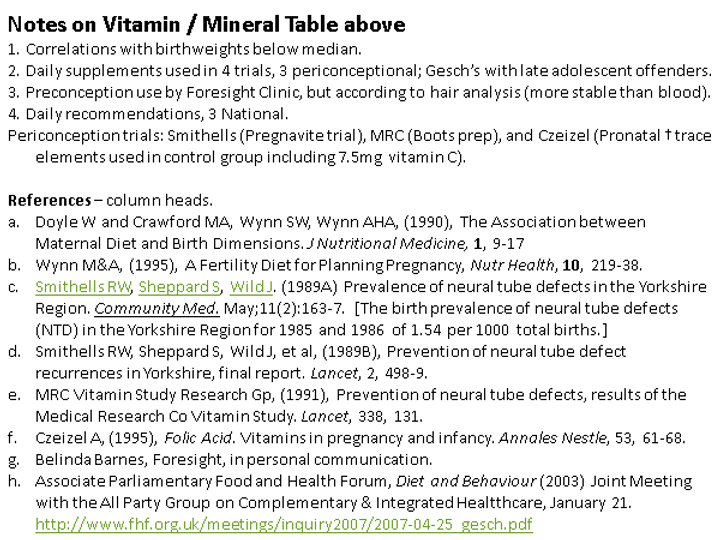 Notes on Vitamin / Mineral Table above
1. Correlations with birthweights below median.
2. Daily supplements used in 4 trials, 3 periconceptional; Gesch's with late adolescent offenders.
3. Preconception use by Foresight Clinic, but according to hair analysis (more stable than blood).
4. Daily recommendations, 3 National.
Periconception trials: Smithells (Pregnavite trial), MRC (Boots prep), and Czeizel (Pronatal † trace
elements used in control group including 7.5mg vitamin C).
References – column heads.
a. Doyle W and Crawford MA, Wynn SW, Wynn AHA, (1990), The Association between
Maternal Diet and Birth Dimensions. J Nutritional Medicine, 1, 9-17
b. Wynn M&A, (1995), A Fertility Diet for Planning Pregnancy, Nutr Health, 10, 219-38.
c. Smithells RW, Sheppard S, Wild J. (1989A) Prevalence of neural tube defects in the Yorkshire
Region. Community Med. May;11(2):163-7. [The birth prevalence of neural tube defects
(NTD) in the Yorkshire Region for 1985 and 1986 of 1.54 per 1000 total births.]
d. Smithells RW, Sheppard S, Wild J, et al, (1989B), Prevention of neural tube defect
recurrences in Yorkshire, final report. Lancet, 2, 498-9.
e. MRC Vitamin Study Research Gp, (1991), Prevention of neural tube defects, results of the
Medical Research Co Vitamin Study. Lancet, 338, 131.
f. Czeizel A, (1995), Folic Acid. Vitamins in pregnancy and infancy. Annales Nestle, 53, 61-68.
g. Belinda Barnes, Foresight, in personal communication.
h. Associate Parliamentary Food and Health Forum, Diet and Behaviour (2003) Joint Meeting
with the All Party Group on Complementary & Integrated Healtthcare, January 21.
http://www.fhf.org.uk/meetings/inquiry2007/2007-04-25_gesch.pdf